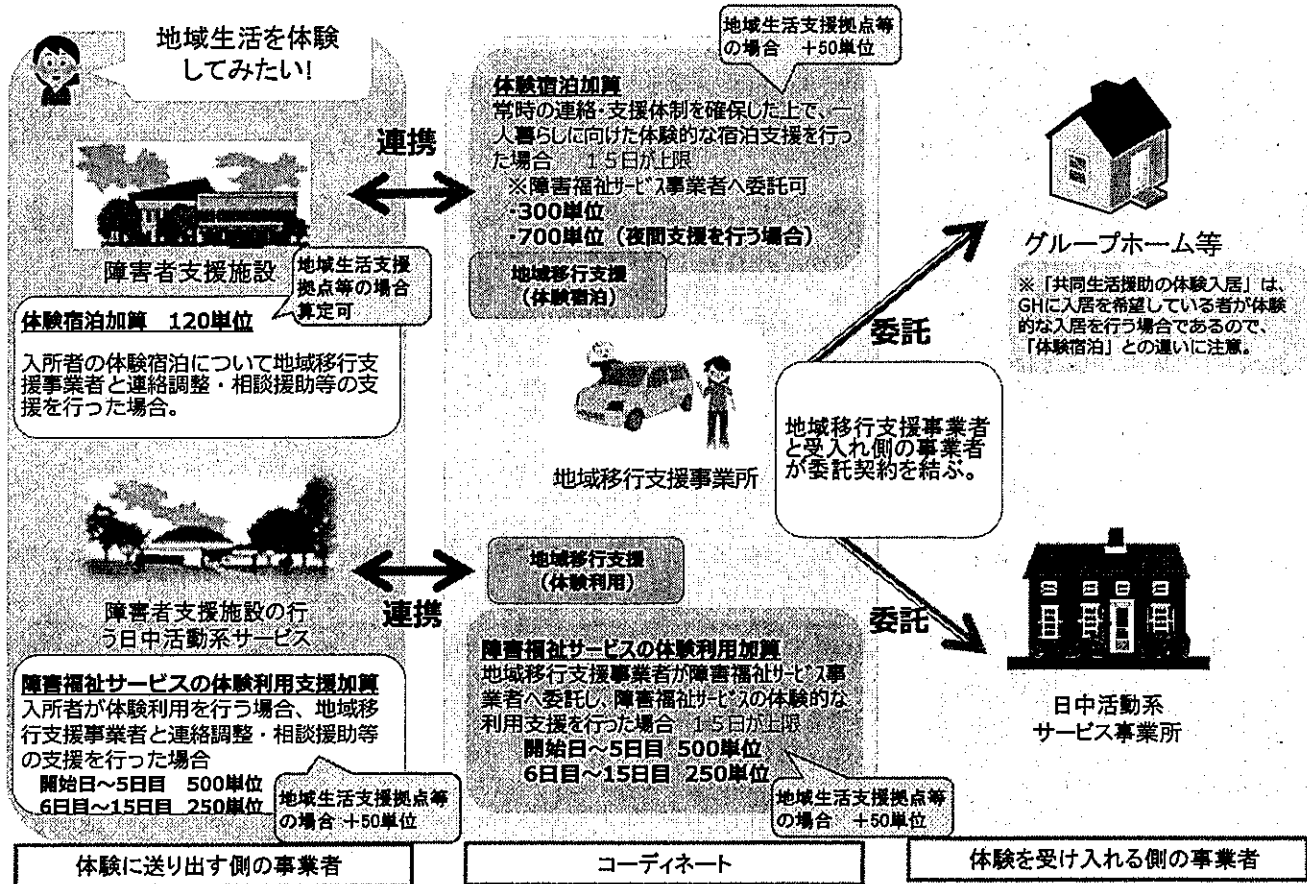 地域生活を体験
してみたい!
障害者支援施設
地域生活支援
拠点等の場合
算定可
体験宿泊加算 120単位
入所者の体験宿泊について地域移行支
援事業者と連絡調整・相談援助等の支
援を行った場合。
障害者支援施設の行
う日中活動系サービス
障害福祉サービスの体験利用支援加算
入所者が体験利用を行う場合、地域移
行支援事業者と連絡調整・相談援助等
の支援を行った場合
開始日~5日目 500単位
6日目~15日目 250単位
地域生活支援拠点等
の場合 +50単位
体験に送り出す側の事業者
連携
連携
地域生活支援拠点等
の場合 +50単位
体験宿泊加算
常時の連絡・支援体制を確保した上で、一
人暮らしに向けた体験的な宿泊支援を行っ
た場合 15日が上限
※障害福祉サービス事業者へ委託可
・300単位
・700単位(夜間支援を行う場合)
地域移行支援
(体験宿泊)
地域移行支援事業所
地域移行支援
(体験利用)
障害福祉サービスの体験利用加算
地域移行支援事業者が障害福祉サービス事
業者へ委託し、障害福祉サービスの体験的な
利用支援を行った場合 15日が上限
開始日~5日目 500単位
6日目~15日目 250単位
地域生活支援拠点等
の場合 +50単位
コーディネート
委託
地域移行支援事業者
と受入れ側の事業者
が委託契約を結ぶ。
委託
グループホーム等
※「共同生活援助の体験入居」は、
GHに入居を希望している者が体験
的な入居を行う場合であるので、
「体験宿泊」との違いに注意。
日中活動系
サービス事業所
体験を受け入れる側の事業者